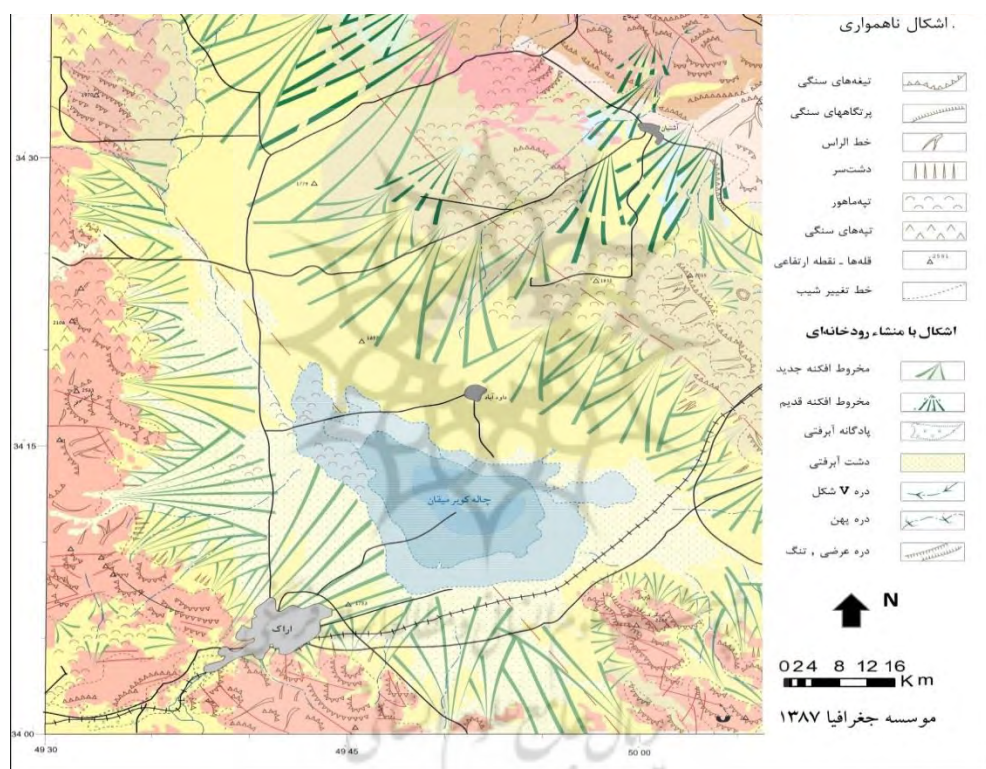 اشکال ناهمواری .
تیغه‌های سنگی
پرتگاههای سنگی
خط الراس
دشت‌سر
تپه‌ماهور
تپه‌های سنگی
قله‌ها ـ نقطه ارتفاعی
خط تغییر شیب
اشکال با منشاء رودخانه‌ای
مخروط افکنه جدید
مخروط افکنه قدیم
پادگانه آبرفتی
دشت آبرفتی
دره V شکل
دره پهن
دره عرضی ، تنگ
N
0 2 4 8 12 16
Km
موسسه جغرافیا ۱۳۸۷
آشتیان
34 30
داود آباد
34 15
چاله کویر میقان
اراک
34 00
49 30
49 45
50 00